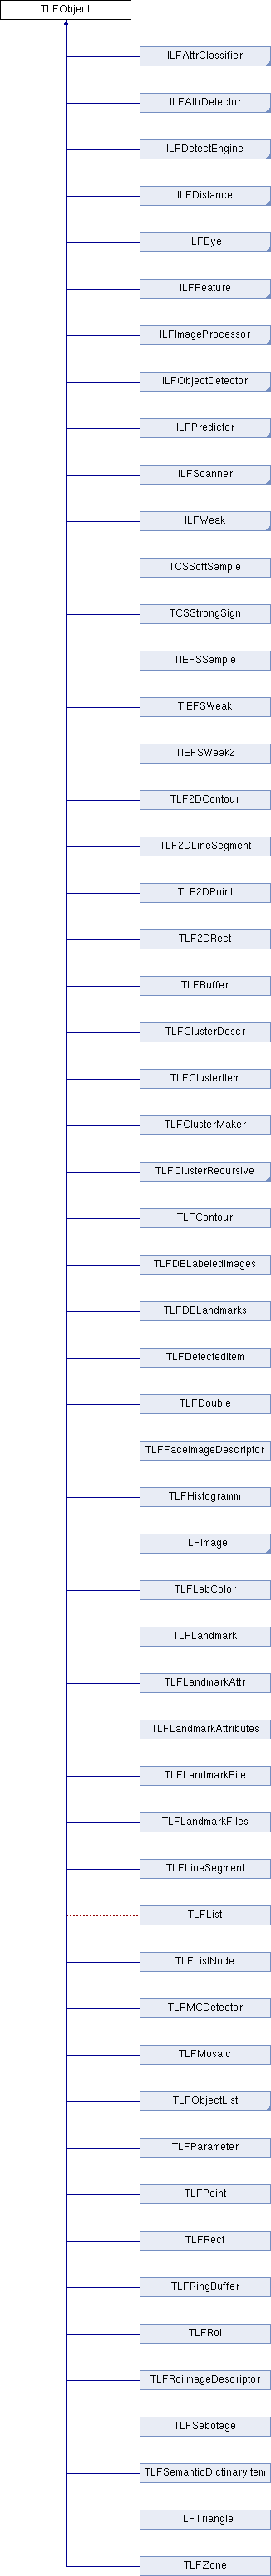 TLFObject
ILFAttrClassifier
ILFAttrDetector
ILFDetectEngine
ILFDistance
ILFEye
ILFFeature
ILFImageProcessor
ILFObjectDetector
ILFPredictor
ILFScanner
ILFWeak
TCSSoftSample
TCSStrongSign
TIEFSSample
TIEFSWeak
TIEFSWeak2
TLF2DContour
TLF2DLineSegment
TLF2DPoint
TLF2DRect
TLFBuffer
TLFClusterDescr
TLFClusterItem
TLFClusterMaker
TLFClusterRecursive
TLFContour
TLFDBLabeledImages
TLFDBLandmarks
TLFDetectedItem
TLFDouble
TLFFaceImageDescriptor
TLFHistogramm
TLFImage
TLFLabColor
TLFLandmark
TLFLandmarkAttr
TLFLandmarkAttributes
TLFLandmarkFile
TLFLandmarkFiles
TLFLineSegment
TLFList
TLFListNode
TLFMCDetector
TLFMosaic
TLFObjectList
TLFParameter
TLFPoint
TLFRect
TLFRingBuffer
TLFRoi
TLFRoiImageDescriptor
TLFSabotage
TLFSemanticDictinaryItem
TLFTriangle
TLFZone